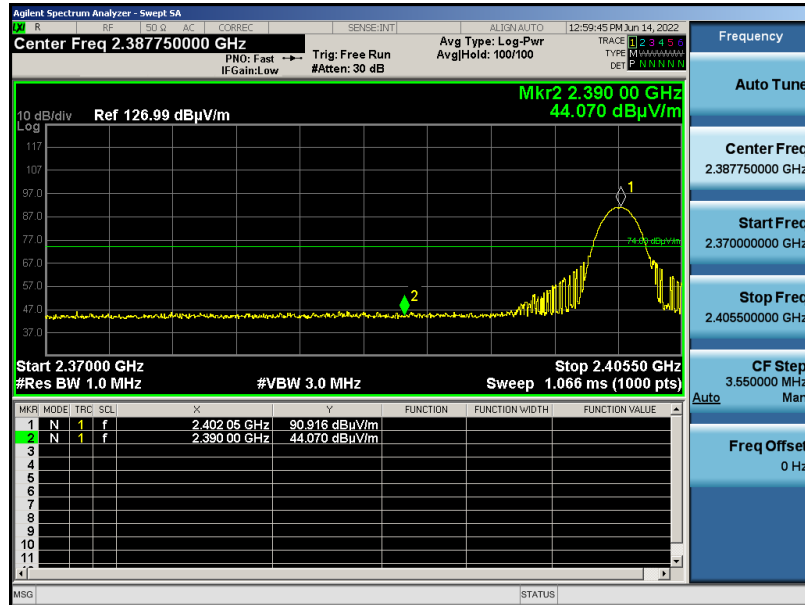 Agilent Spectrum Analyzer - Swept SA
LXI R RF 50 Ω AC CORREC SENSE:INT ALIGN AUTO 12:59:45 PM Jun 14, 2022
Center Freq 2.387750000 GHz
PNO: Fast
IFGain:Low
Trig: Free Run
#Atten: 30 dB
Avg Type: Log-Pwr
Avg|Hold: 100/100
TRACE 1 2 3 4 5 6
TYPE M
DET P N N N N N
Mkr2 2.390 00 GHz
44.070 dBμV/m
10 dB/div Ref 126.99 dBμV/m
Log
117
107
97.0
87.0
77.0
67.0
57.0
47.0
37.0
1
2
74.00 dBμV/m
Start 2.37000 GHz Stop 2.40550 GHz
#Res BW 1.0 MHz #VBW 3.0 MHz Sweep 1.066 ms (1000 pts)
MKR MODE TRC SCL X Y FUNCTION FUNCTION WIDTH FUNCTION VALUE
1 N 1 f 2.402 05 GHz 90.916 dBμV/m
2 N 1 f 2.390 00 GHz 44.070 dBμV/m
3
4
5
6
7
8
9
10
11
MSG STATUS
Frequency
Auto Tune
Center Freq
2.387750000 GHz
Start Freq
2.370000000 GHz
Stop Freq
2.405500000 GHz
CF Step
3.550000 MHz
Auto Man
Freq Offset
0 Hz